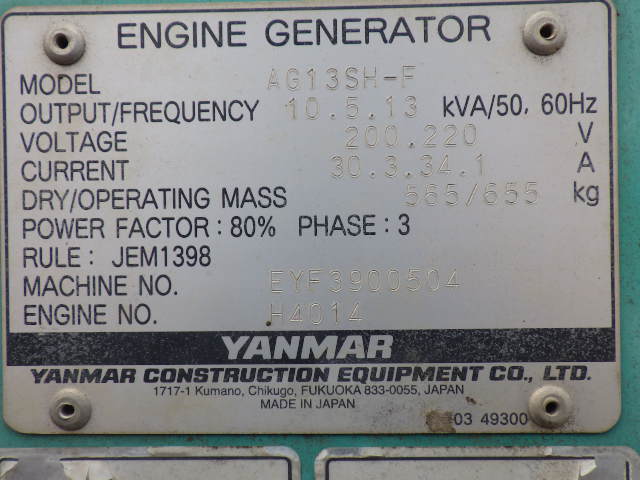 ENGINE GENERATOR
MODEL AG13SH-F
OUTPUT/FREQUENCY 10.5.13 kVA/50, 60Hz
VOLTAGE 200.220 V
CURRENT 30.3.34.1 A
DRY/OPERATING MASS 565/655 kg
POWER FACTOR : 80% PHASE : 3
RULE : JEM1398
MACHINE NO. EYF3900504
ENGINE NO. H4014
YANMAR
YANMAR CONSTRUCTION EQUIPMENT CO., LTD.
1717-1 Kumano, Chikugo, FUKUOKA 833-0055, JAPAN
MADE IN JAPAN
03 49300